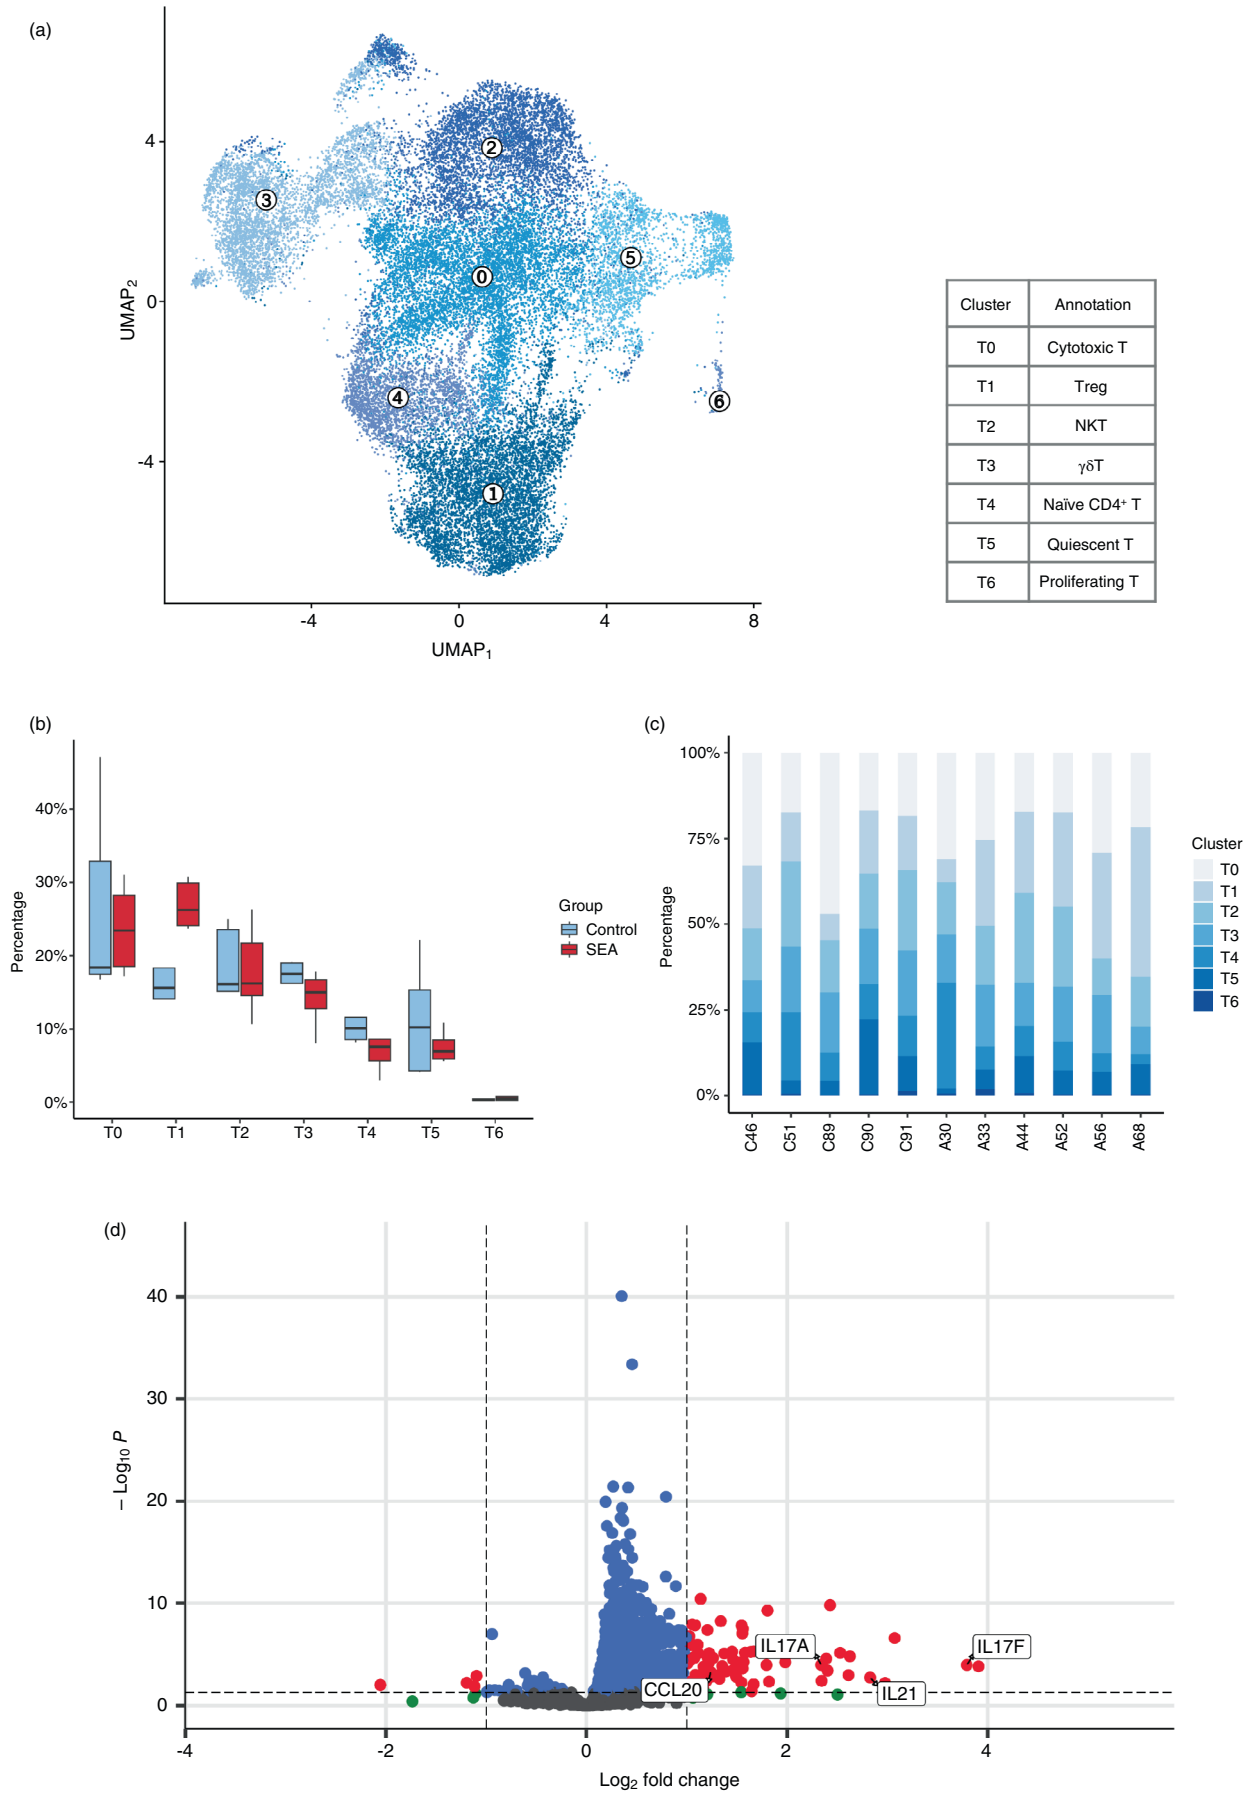 (a)
4
0
-4
UMAP2
-4
0
4
8
UMAP1
2
3
5
0
4
6
1
Cluster Annotation
T0 Cytotoxic T
T1 Treg
T2 NKT
T3 γδT
T4 Naïve CD4+ T
T5 Quiescent T
T6 Proliferating T
(b)
40%
30%
20%
10%
0%
Percentage
T0 T1 T2 T3 T4 T5 T6
Group
Control
SEA
(c)
100%
75%
50%
25%
0%
Percentage
C46 C51 C89 C90 C91 A30 A33 A44 A52 A56 A68
Cluster
T0
T1
T2
T3
T4
T5
T6
(d)
40
30
20
10
0
– Log10 P
IL17A
IL17F
CCL20
IL21
-4 -2 0 2 4
Log2 fold change